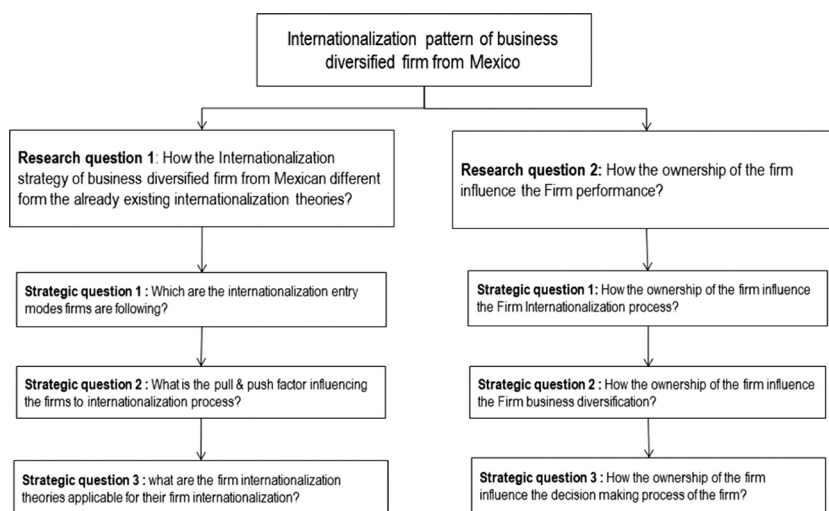 Internationalization pattern of business
diversified firm from Mexico
Research question 1: How the Internationalization
strategy of business diversified firm from Mexican different
form the already existing internationalization theories?
Research question 2: How the ownership of the firm
influence the Firm performance?
Strategic question 1 : Which are the internationalization entry
modes firms are following?
Strategic question 1: How the ownership of the firm influence
the Firm Internationalization process?
Strategic question 2 : What is the pull & push factor influencing
the firms to internationalization process?
Strategic question 2 : How the ownership of the firm influence
the Firm business diversification?
Strategic question 3 : what are the firm internationalization
theories applicable for their firm internationalization?
Strategic question 3 : How the ownership of the firm
influence the decision making process of the firm?